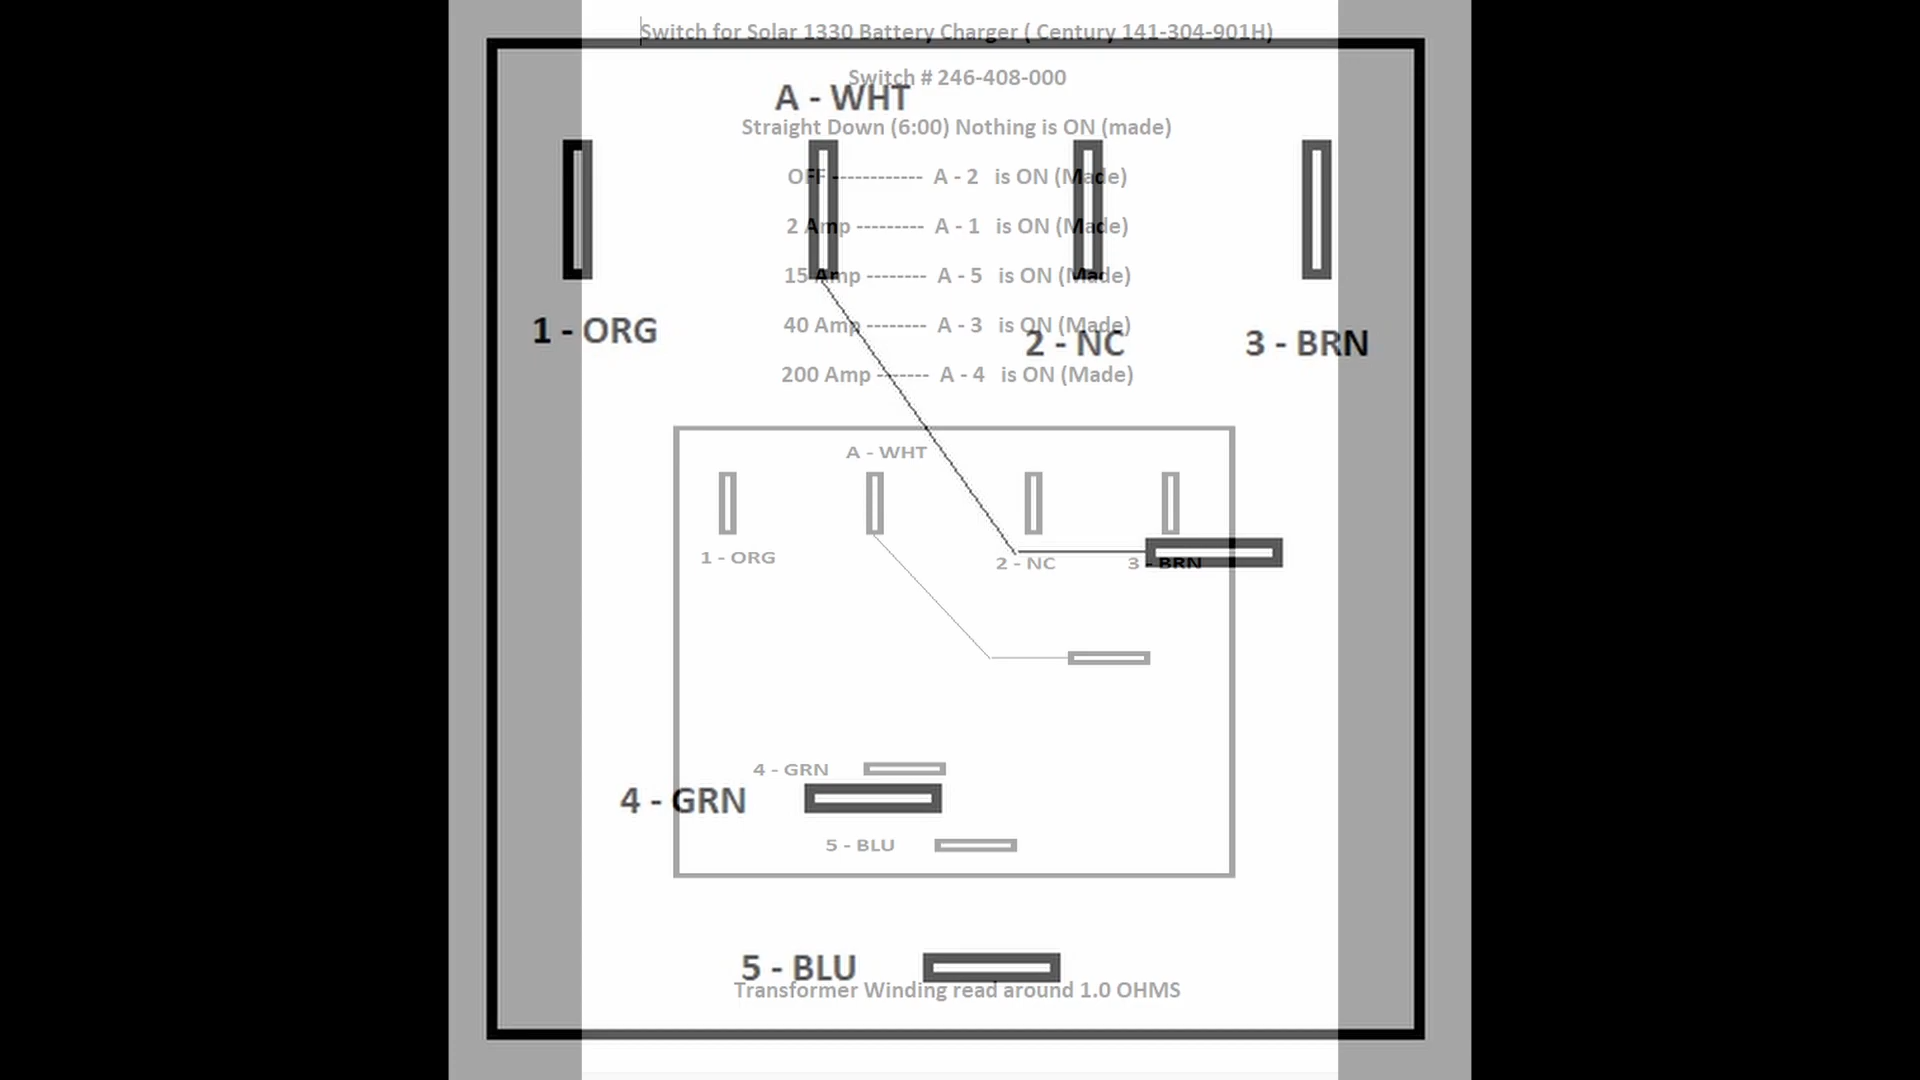 Switch for Solar 1330 Battery Charger ( Century 141-304-901H)
Switch # 246-408-000
A - WHT
Straight Down (6:00) Nothing is ON (made)
OFF ------------ A - 2 is ON (Made)
2 Amp --------- A - 1 is ON (Made)
15 Amp -------- A - 5 is ON (Made)
40 Amp -------- A - 3 is ON (Made)
1 - ORG
2 - NC
3 - BRN
200 Amp ------- A - 4 is ON (Made)
A - WHT
1 - ORG
2 - NC
3 - BRN
4 - GRN
4 - GRN
5 - BLU
5 - BLU
Transformer Winding read around 1.0 OHMS